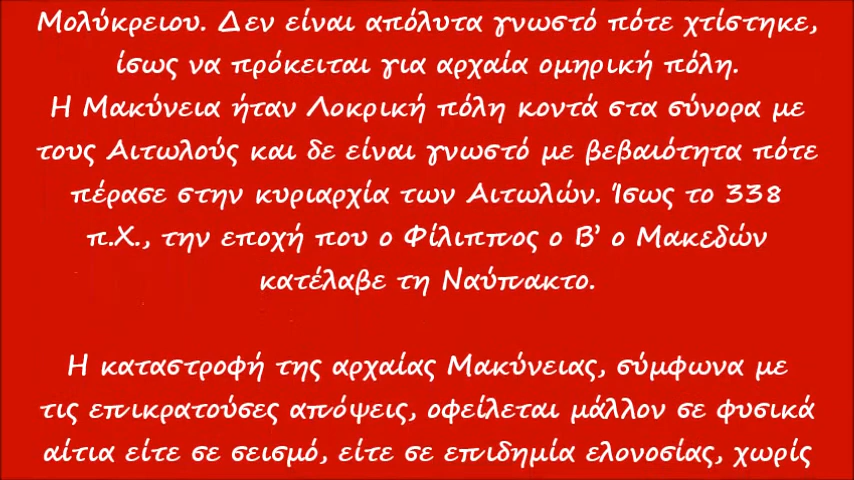 Μολύκρειου. Δεν είναι απόλυτα γνωστό πότε χτίστηκε,
ίσως να πρόκειται για αρχαία ομηρική πόλη.
Η Μακύνεια ήταν Λοκρική πόλη κοντά στα σύνορα με
τους Αιτωλούς και δε είναι γνωστό με βεβαιότητα πότε
πέρασε στην κυριαρχία των Αιτωλών. Ίσως το 338
π.Χ., την εποχή που ο Φίλιππος ο Β' ο Μακεδών
κατέλαβε τη Ναύπακτο.
Η καταστροφή της αρχαίας Μακύνειας, σύμφωνα με
τις επικρατούσες απόψεις, οφείλεται μάλλον σε φυσικά
αίτια είτε σε σεισμό, είτε σε επιδημία ελονοσίας, χωρίς